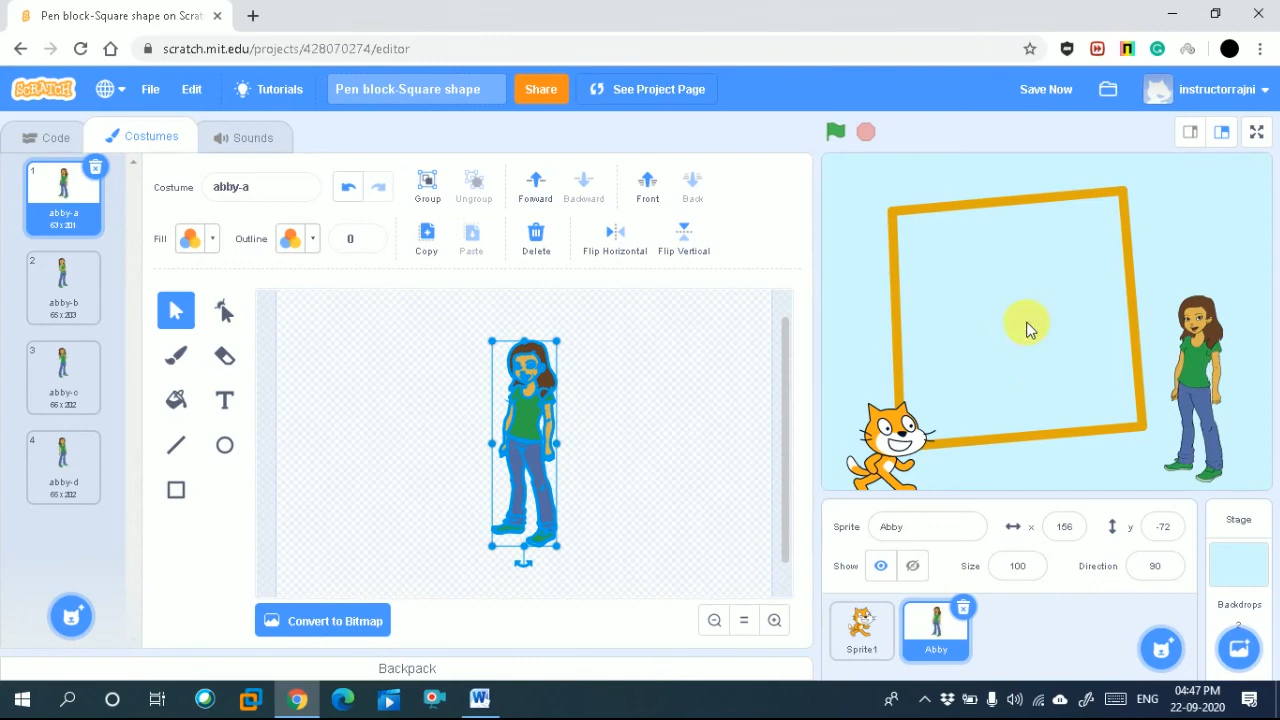 Pen block-Square shape on Scrat
scratch.mit.edu/projects/428070274/editor
SCRATCH
File
Edit
Tutorials
Pen block-Square shape
Share
See Project Page
Save Now
instructorrajni
Code
Costumes
Sounds
1
abby-a
63 x 201
2
abby-b
66 x 203
3
abby-c
66 x 202
4
abby-d
66 x 202
Costume
abby-a
Group
Ungroup
Forward
Backward
Front
Back
Fill
Outline
0
Copy
Paste
Delete
Flip Horizontal
Flip Vertical
Convert to Bitmap
Backpack
Sprite
Abby
x
156
y
-72
Show
Size
100
Direction
90
Sprite1
Abby
Stage
Backdrops
2
ENG
04:47 PM
22-09-2020